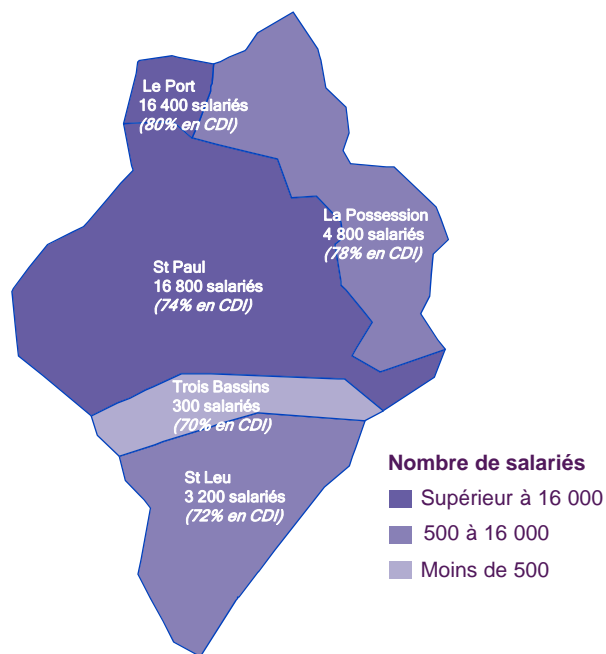 Le Port
16 400 salariés
(80% en CDI)
La Possession
4 800 salariés
(78% en CDI)
St Paul
16 800 salariés
(74% en CDI)
Trois Bassins
300 salariés
(70% en CDI)
St Leu
3 200 salariés
(72% en CDI)
Nombre de salariés
Supérieur à 16 000
500 à 16 000
Moins de 500